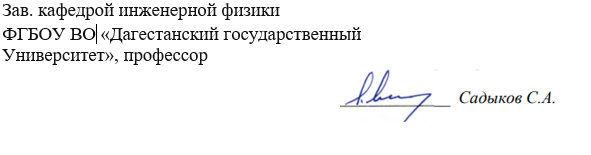 Зав. кафедрой инженерной физики
ФГБОУ ВО «Дагестанский государственный
Университет», профессор
Садыков С.А.